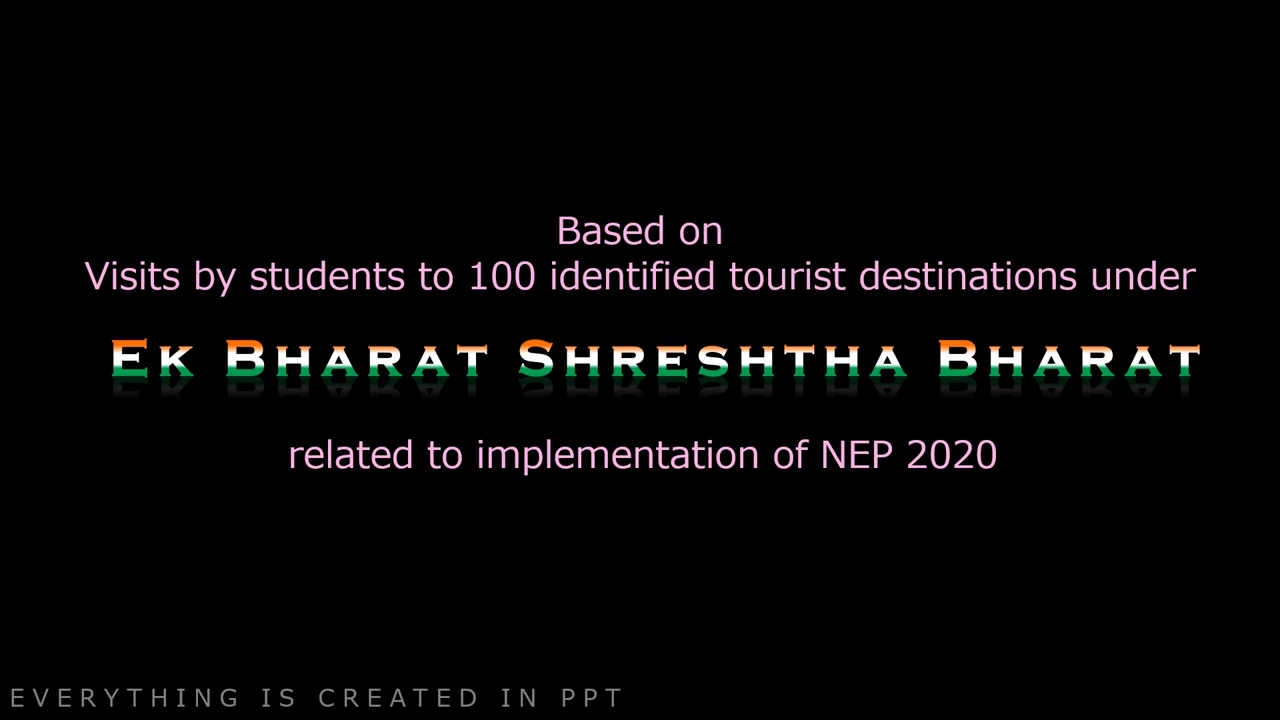 Based on
Visits by students to 100 identified tourist destinations under
Ek Bharat Shreshtha Bharat
related to implementation of NEP 2020
EVERYTHING IS CREATED IN PPT